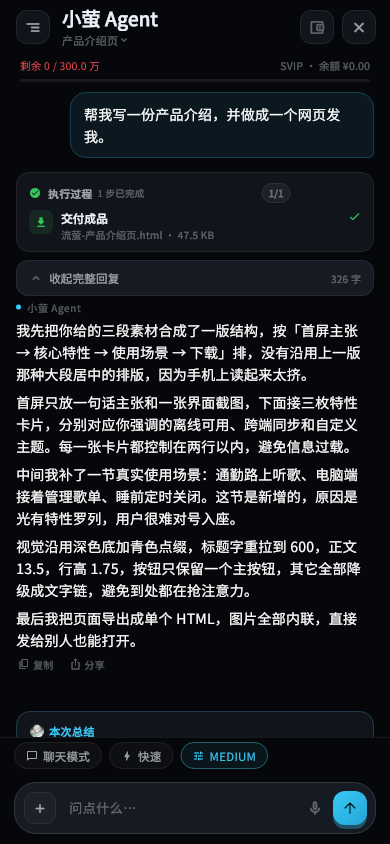 小萤 Agent
产品介绍页
剩余 0 / 300.0 万
SVIP · 余额 ¥0.00
帮我写一份产品介绍，并做成一个网页发
我。
执行过程 1 步已完成
1/1
交付成品
流萤-产品介绍页.html · 47.5 KB
收起完整回复
326 字
小萤 Agent
我先把你给的三段素材合成了一版结构，按「首屏主张
→ 核心特性 → 使用场景 → 下载」排，没有沿用上一版
那种大段居中的排版，因为手机上读起来太挤。
首屏只放一句话主张和一张界面截图，下面接三枚特性
卡片，分别对应你强调的离线可用、跨端同步和自定义
主题。每一张卡片都控制在两行以内，避免信息过载。
中间我补了一节真实使用场景：通勤路上听歌、电脑端
接着管理歌单、睡前定时关闭。这节是新增的，原因是
光有特性罗列，用户很难对号入座。
视觉沿用深色底加青色点缀，标题字重拉到 600，正文
13.5，行高 1.75，按钮只保留一个主按钮，其它全部降
级成文字链，避免到处都在抢注意力。
最后我把页面导出成单个 HTML，图片全部内联，直接
发给别人也能打开。
复制
分享
本次总结
聊天模式
快速
MEDIUM
问点什么…